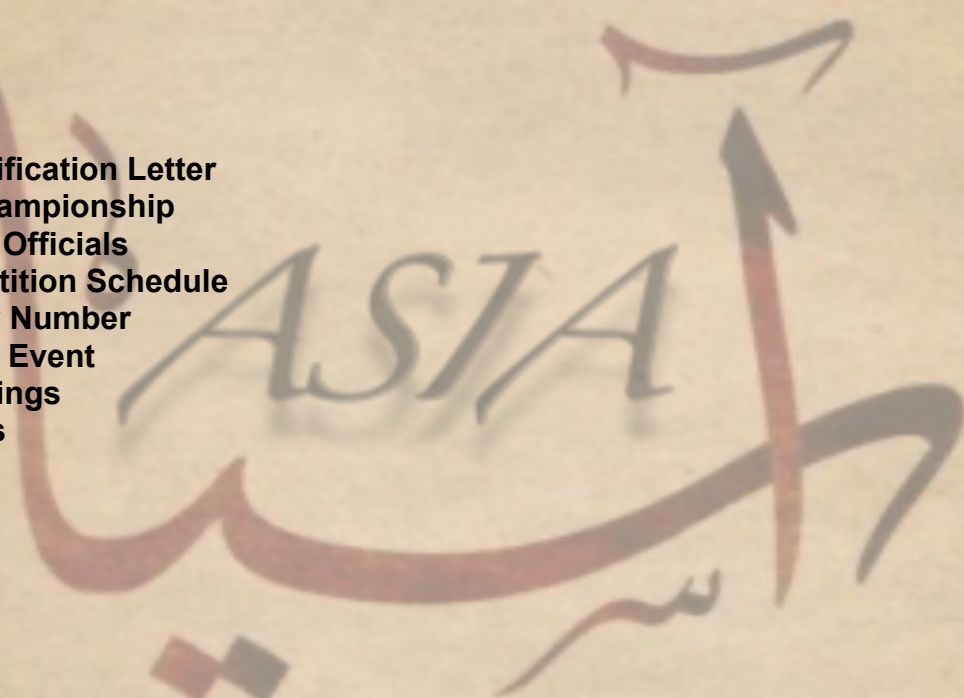 ification Letter
ampionship
Officials
tition Schedule
Number
Event
ings
s
ASIA
آسيا